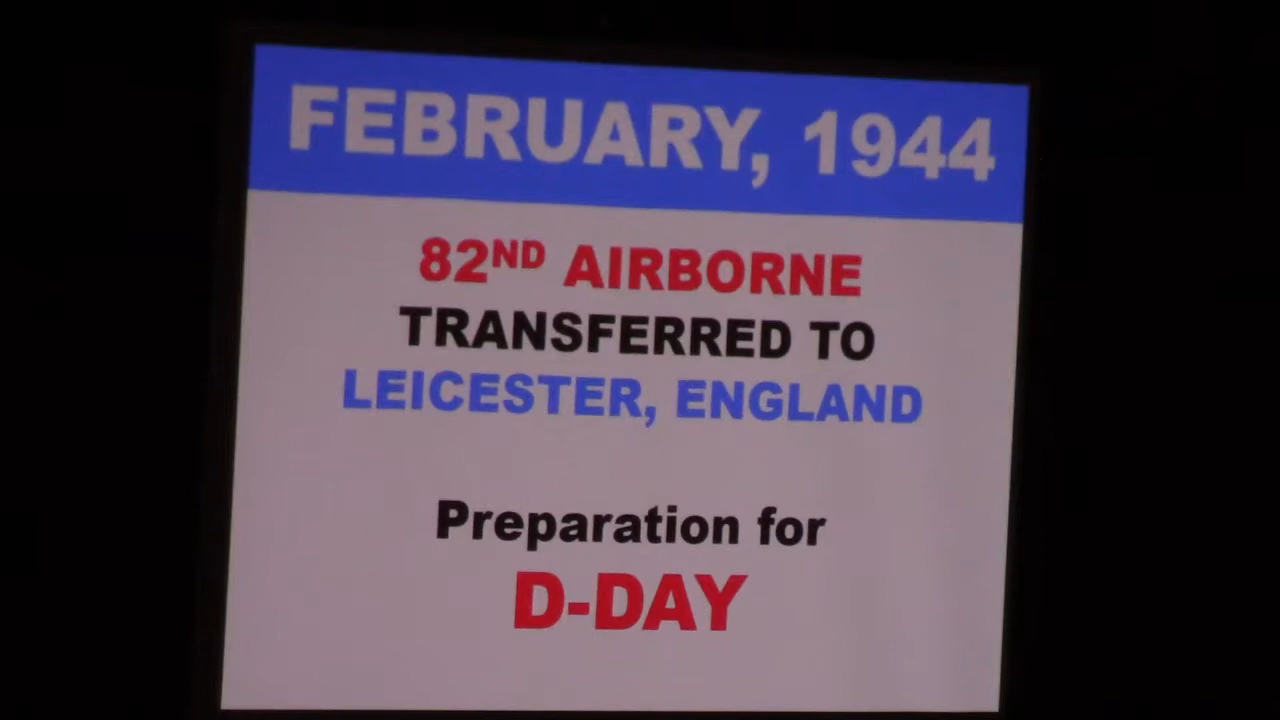 FEBRUARY, 1944
82ND AIRBORNE
TRANSFERRED TO
LEICESTER, ENGLAND
Preparation for
D-DAY